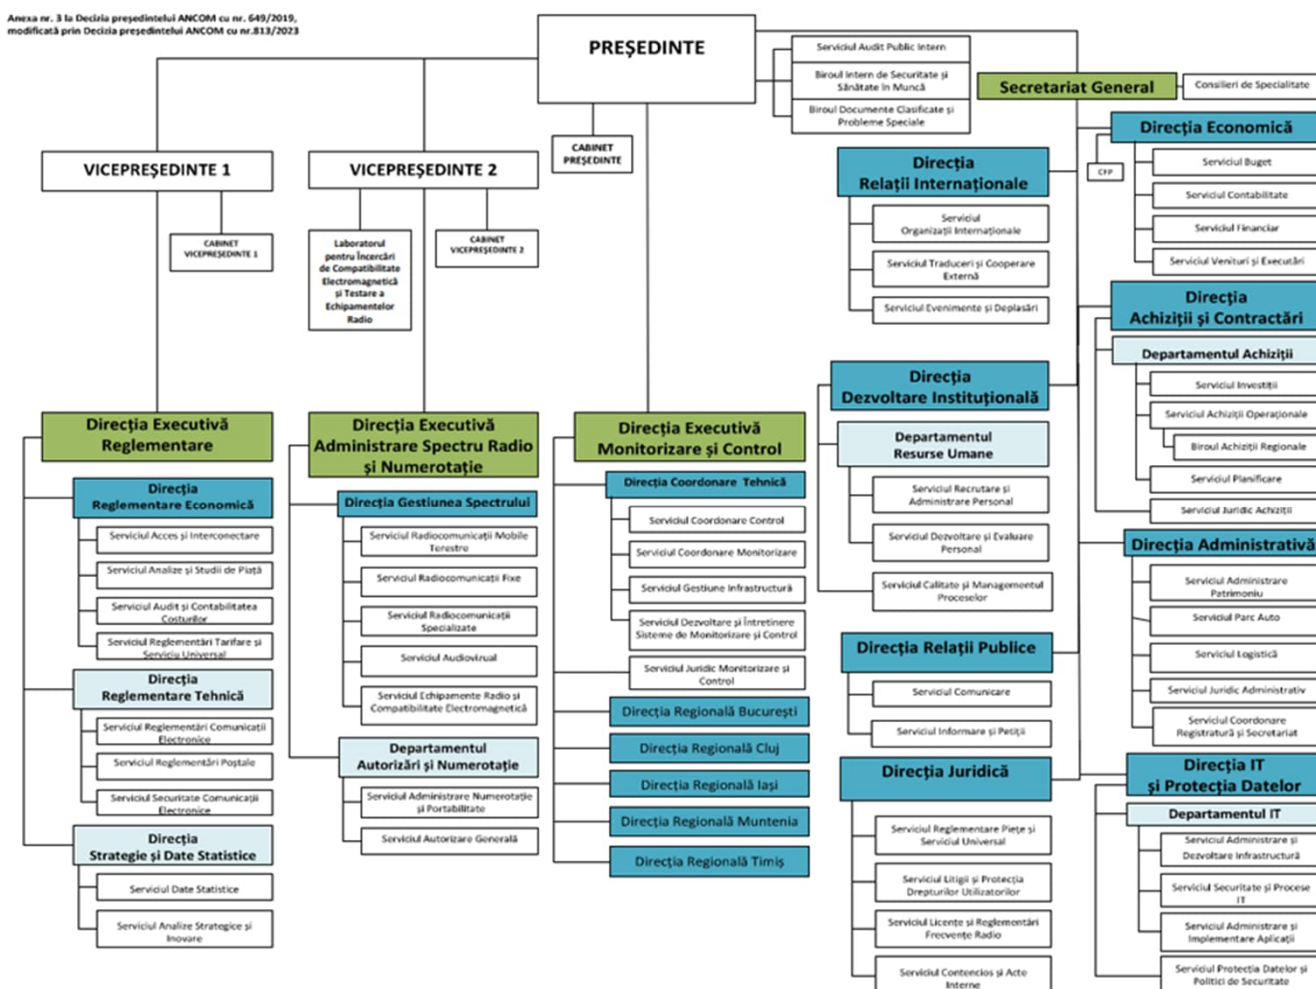 Anexa nr. 3 la Decizia președintelui ANCOM cu nr. 649/2019,
modificată prin Decizia președintelui ANCOM cu nr.813/2023
PREȘEDINTE
Serviciul Audit Public Intern
Biroul Intern de Securitate și
Sănătate în Muncă
Biroul Documente Clasificate și
Probleme Speciale
Secretariat General
Consilieri de Specialitate
CABINET
PREȘEDINTE
VICEPREȘEDINTE 1
CABINET
VICEPREȘEDINTE 1
VICEPREȘEDINTE 2
Laboratorul
pentru Încercări
de Compatibilitate
Electromagnetică
și Testare a
Echipamentelor
Radio
CABINET
VICEPREȘEDINTE 2
Direcția Executivă
Reglementare
Direcția
Reglementare Economică
Serviciul Acces și Interconectare
Serviciul Analize și Studii de Piață
Serviciul Audit și Contabilitatea
Costurilor
Serviciul Reglementări Tarifare și
Serviciu Universal
Direcția
Reglementare Tehnică
Serviciul Reglementări Comunicații
Electronice
Serviciul Reglementări Poștale
Serviciul Securitate Comunicații
Electronice
Direcția
Strategie și Date Statistice
Serviciul Date Statistice
Serviciul Analize Strategice și
Inovare
Direcția Executivă
Administrare Spectru Radio
și Numerotație
Direcția Gestiunea Spectrului
Serviciul Radiocomunicații Mobile
Terestre
Serviciul Radiocomunicații Fixe
Serviciul Radiocomunicații
Specializate
Serviciul Audiovizual
Serviciul Echipamente Radio și
Compatibilitate Electromagnetică
Departamentul
Autorizări și Numerotație
Serviciul Administrare Numerotație
și Portabilitate
Serviciul Autorizare Generală
Direcția Executivă
Monitorizare și Control
Direcția Coordonare Tehnică
Serviciul Coordonare Control
Serviciul Coordonare Monitorizare
Serviciul Gestiune Infrastructură
Serviciul Dezvoltare și Întretinere
Sisteme de Monitorizare și Control
Serviciul Juridic Monitorizare și
Control
Direcția Regională București
Direcția Regională Cluj
Direcția Regională Iași
Direcția Regională Muntenia
Direcția Regională Timiș
Direcția
Relații Internaționale
Serviciul
Organizații Internaționale
Serviciul Traduceri și Cooperare
Externă
Serviciul Evenimente și Deplasări
Direcția
Dezvoltare Instituțională
Departamentul
Resurse Umane
Serviciul Recrutare și
Administrare Personal
Serviciul Dezvoltare și Evaluare
Personal
Serviciul Calitate și Managementul
Proceselor
Direcția Relații Publice
Serviciul Comunicare
Serviciul Informare și Petiții
Direcția Juridică
Serviciul Reglementare Piețe și
Serviciul Universal
Serviciul Litigii și Protecția
Drepturilor Utilizatorilor
Serviciul Licențe și Reglementări
Frecvențe Radio
Serviciul Contencios și Acte
Interne
Direcția Economică
CFP
Serviciul Buget
Serviciul Contabilitate
Serviciul Financiar
Serviciul Venituri și Executări
Direcția
Achiziții și Contractări
Departamentul Achiziții
Serviciul Investiții
Serviciul Achiziții Operaționale
Biroul Achiziții Regionale
Serviciul Planificare
Serviciul Juridic Achiziții
Direcția Administrativă
Serviciul Administrare
Patrimoniu
Serviciul Parc Auto
Serviciul Logistică
Serviciul Juridic Administrativ
Serviciul Coordonare
Registratură și Secretariat
Direcția IT
și Protecția Datelor
Departamentul IT
Serviciul Administrare și
Dezvoltare Infrastructură
Serviciul Securitate și Procese
IT
Serviciul Administrare și
Implementare Aplicații
Serviciul Protecția Datelor și
Politici de Securitate